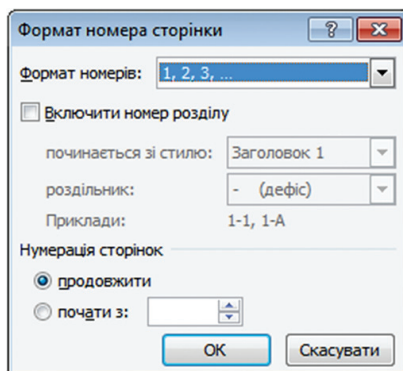 Формат номера сторінки
Формат номерів: 1, 2, 3, ...
Включити номер розділу
починається зі стилю: Заголовок 1
роздільник: - (дефіс)
Приклади: 1-1, 1-A
Нумерація сторінок
продовжити
почати з:
ОК Скасувати